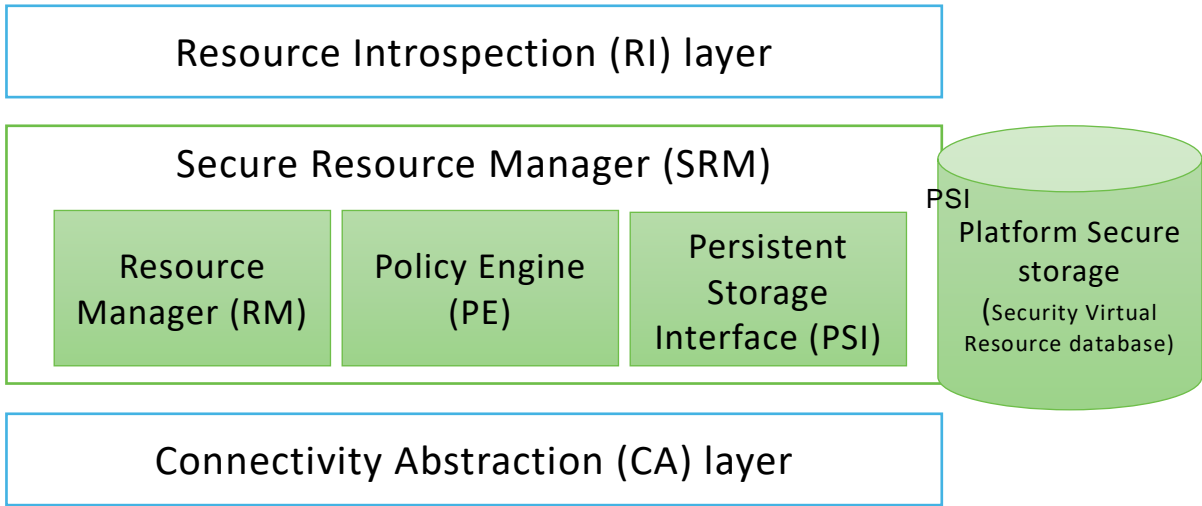 Resource Introspection (RI) layer
Secure Resource Manager (SRM)
Resource
Manager (RM)
Policy Engine
(PE)
Persistent
Storage
Interface (PSI)
PSI
Platform Secure
storage
(Security Virtual
Resource database)
Connectivity Abstraction (CA) layer